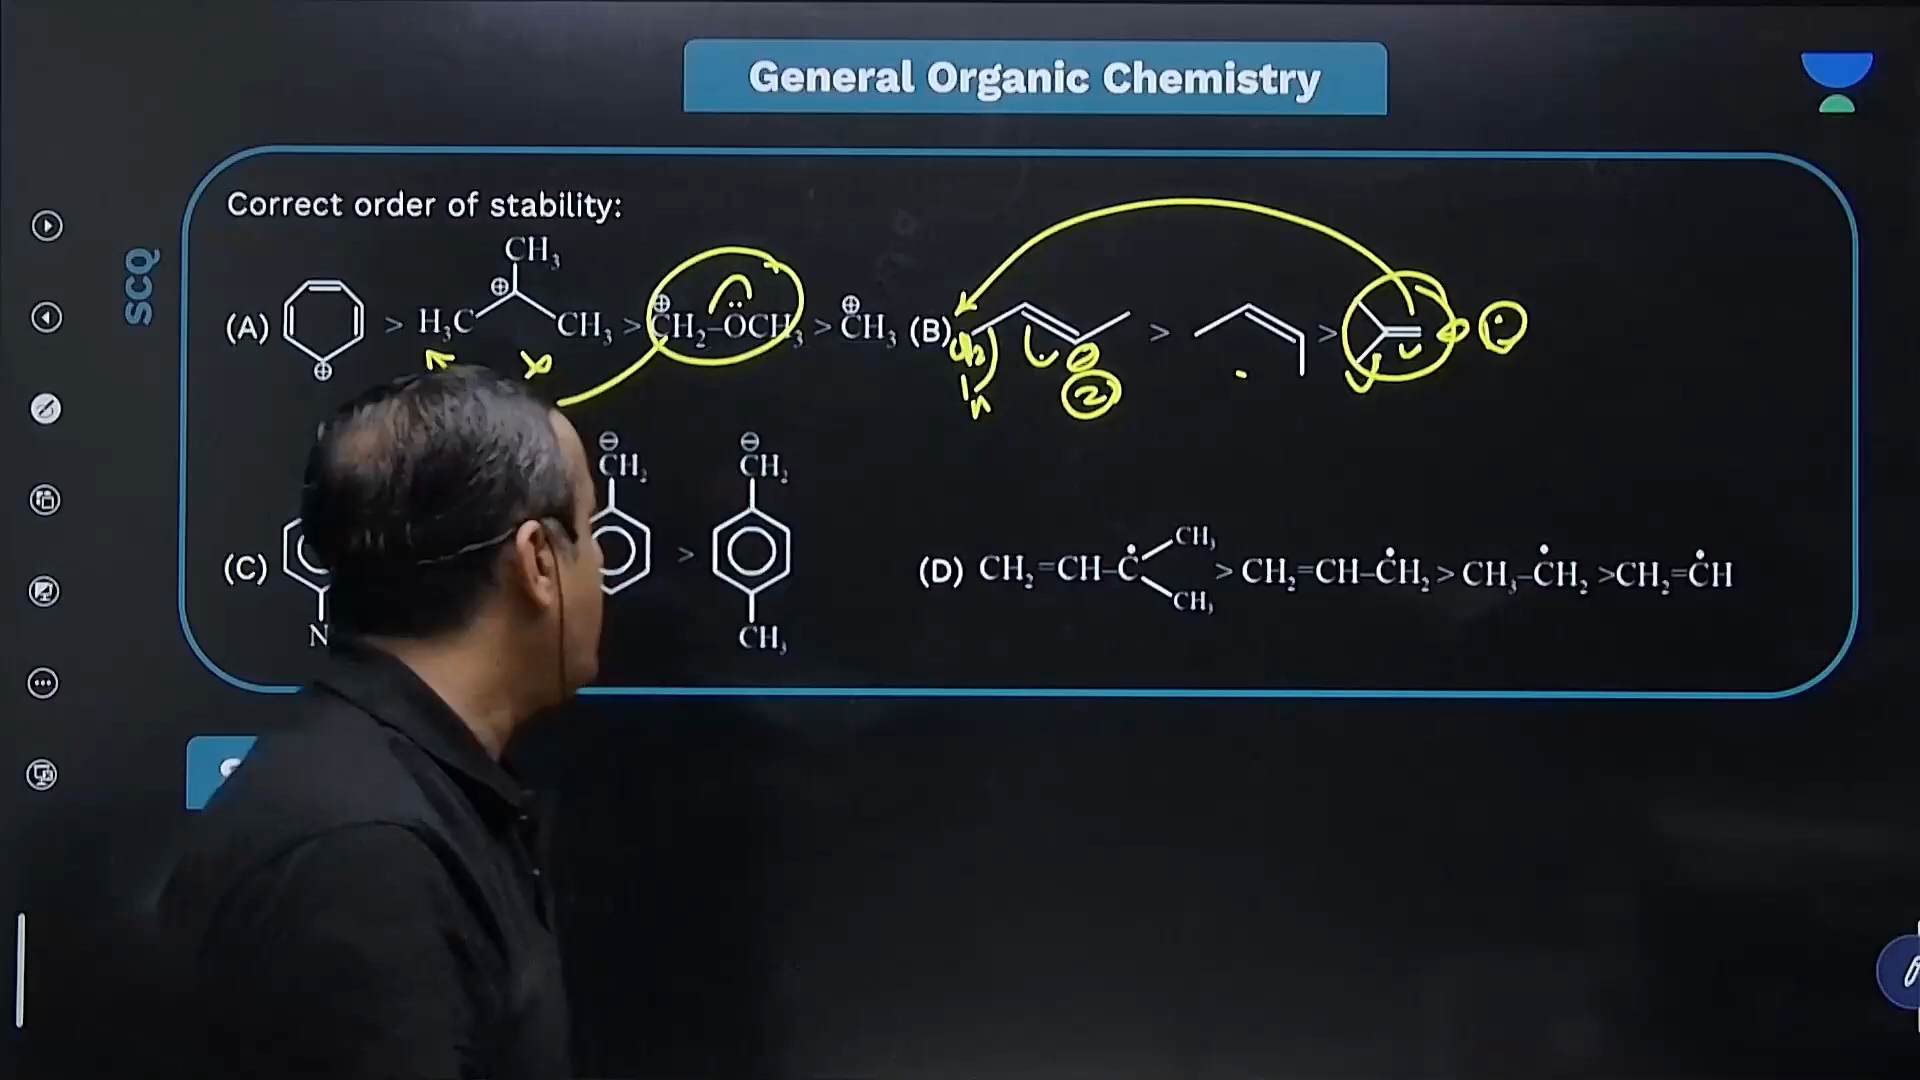 General Organic Chemistry
SCQ
Correct order of stability:
(A) ⊕ > H₃C ⊕ CH₃ CH₃ > ⊕CH₂–ÖCH₃ > ⊕CH₃ (B) > >
2
(C) N ⊖CH₂ > ⊖CH₂ CH₃
(D) CH₂=CH–Ċ CH₃ CH₃ > CH₂=CH–ĊH₂ > CH₃–ĊH₂ >CH₂=ĊH